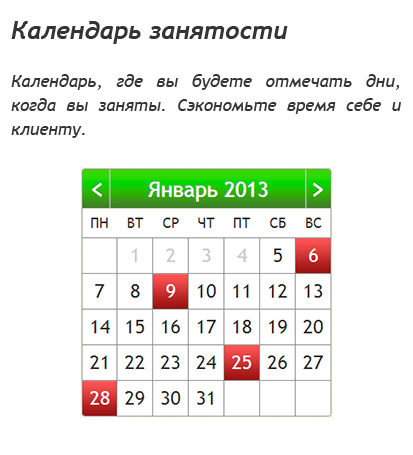 Календарь занятости
Календарь, где вы будете отмечать дни,
когда вы заняты. Сэкономьте время себе и
клиенту.
< Январь 2013 >
ПН ВТ СР ЧТ ПТ СБ ВС
1 2 3 4 5 6
7 8 9 10 11 12 13
14 15 16 17 18 19 20
21 22 23 24 25 26 27
28 29 30 31